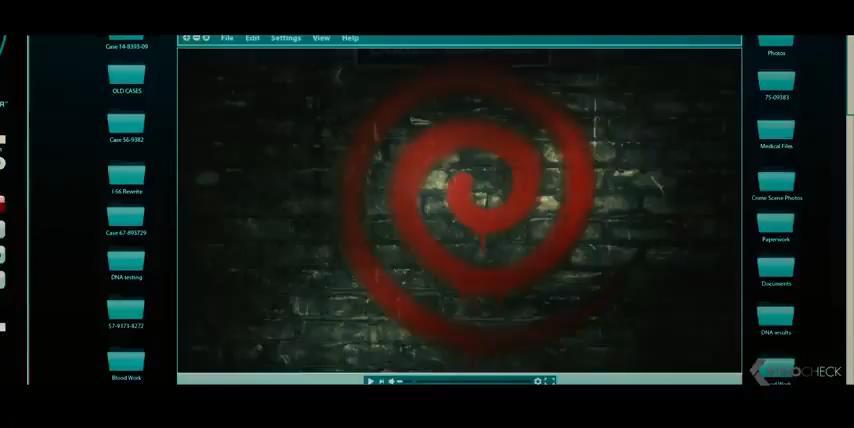 File Edit Settings View Help
Case 14-8393-09
OLD CASES
Case 56-9382
I-66 Rewrite
Case 67-893729
DNA testing
57-9373-8272
Blood Work
Photos
75-09383
Medical Files
Crime Scene Photos
Paperwork
Documents
DNA results
CHECK